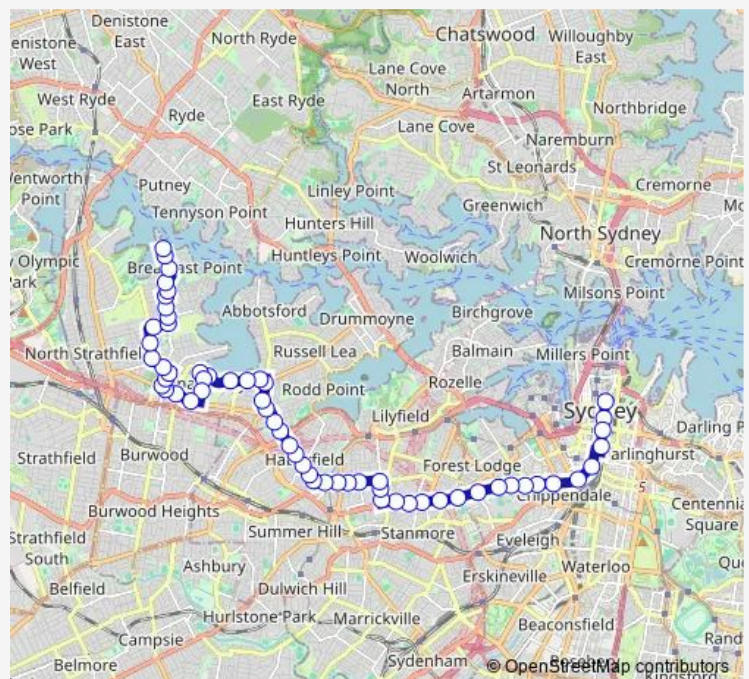 Denistone
East
North Ryde
Chatswood
Willoughby
East
enistone
West
Lane Cove
North
West Ryde
Ryde
East Ryde
Artarmon
Northbridge
ose Park
Lane Cove
Naremburn
St Leonards
Wentworth
Point
Putney
Linley Point
Cremorne
Tennyson Point
Greenwich
Hunters Hill
North Sydney
y Olympic
Park
Huntleys Point
Woolwich
Cremorne Point
Milsons Point
Abbotsford
Drummoyne
Birchgrove
North Strathfiel
Russell Lea
Balmain
Millers Point
Rodd Point
Rozelle
Lilyfield
Sydney
Darling P
arlinghurst
Strathfield
Burwood
Forest Lodge
Chippendale
5
Burwood Heights
Centennia
Square
Summer Hill
Stanmore
Strathfield
South
Eveleigh
Ashbury
Erskineville
Waterloo
Belfield
Dulwich Hill
Hurlstone Park
Marrickville
Beaconsfield
Campsie
Rand
Belmore
Sydenham
© OpenStreetMap contributors
Kingsford